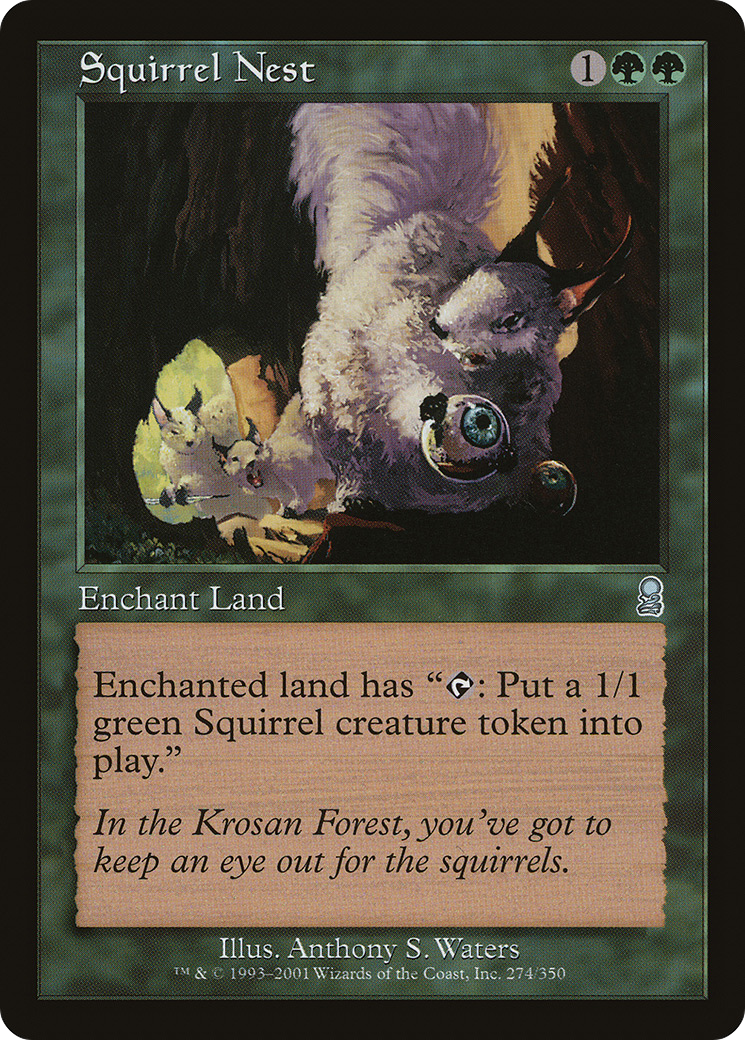 Squirrel Nest 1
Enchant Land
Enchanted land has “: Put a 1/1
green Squirrel creature token into
play.”
In the Krosan Forest, you’ve got to
keep an eye out for the squirrels.
Illus. Anthony S. Waters
™ & © 1993–2001 Wizards of the Coast, Inc. 274/350